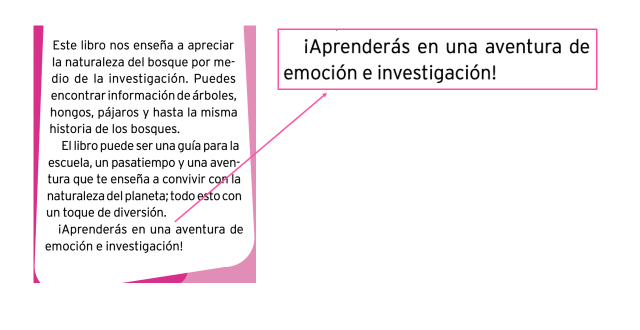 Este libro nos enseña a apreciar
la naturaleza del bosque por me-
dio de la investigación. Puedes
encontrar información de árboles,
hongos, pájaros y hasta la misma
historia de los bosques.
El libro puede ser una guía para la
escuela, un pasatiempo y una aven-
tura que te enseña a convivir con la
naturaleza del planeta; todo esto con
un toque de diversión.
¡Aprenderás en una aventura de
emoción e investigación!
¡Aprenderás en una aventura de
emoción e investigación!